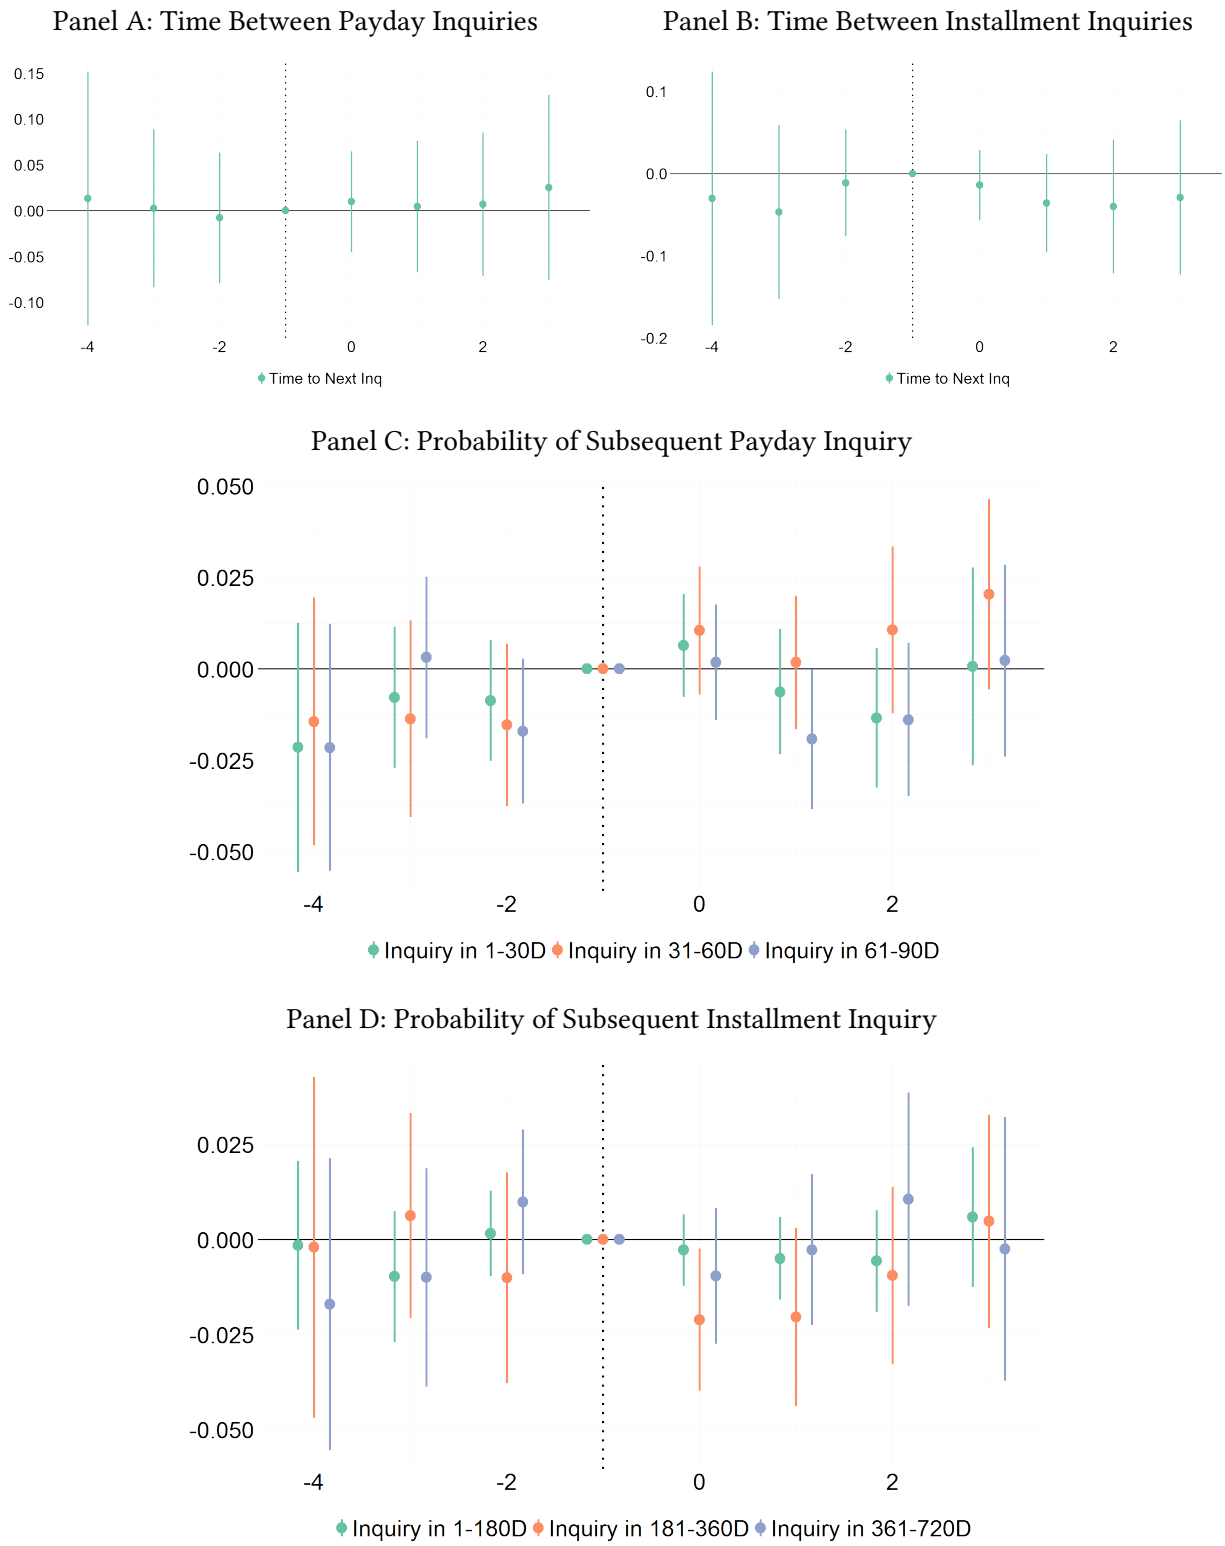 Panel A: Time Between Payday Inquiries
0.15
0.10
0.05
0.00
-0.05
-0.10
-4 -2 0 2
Time to Next Inq
Panel B: Time Between Installment Inquiries
0.1
0.0
-0.1
-0.2
-4 -2 0 2
Time to Next Inq
Panel C: Probability of Subsequent Payday Inquiry
0.050
0.025
0.000
-0.025
-0.050
-4 -2 0 2
Inquiry in 1-30D Inquiry in 31-60D Inquiry in 61-90D
Panel D: Probability of Subsequent Installment Inquiry
0.025
0.000
-0.025
-0.050
-4 -2 0 2
Inquiry in 1-180D Inquiry in 181-360D Inquiry in 361-720D